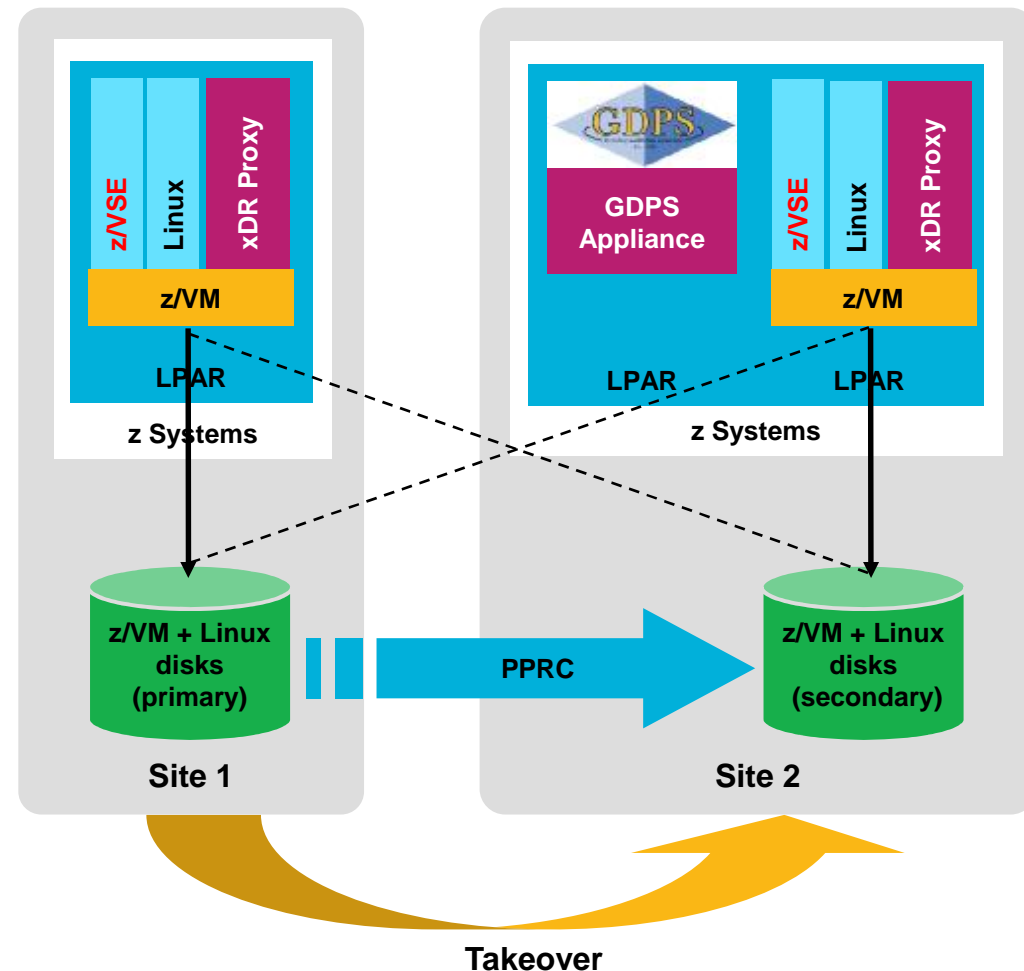 z/VSE
Linux
xDR Proxy
z/VM
LPAR
z Systems
GDPS
GDPS
Appliance
z/VSE
Linux
xDR Proxy
z/VM
LPAR
LPAR
z Systems
z/VM + Linux
disks
(primary)
PPRC
z/VM + Linux
disks
(secondary)
Site 1
Site 2
Takeover